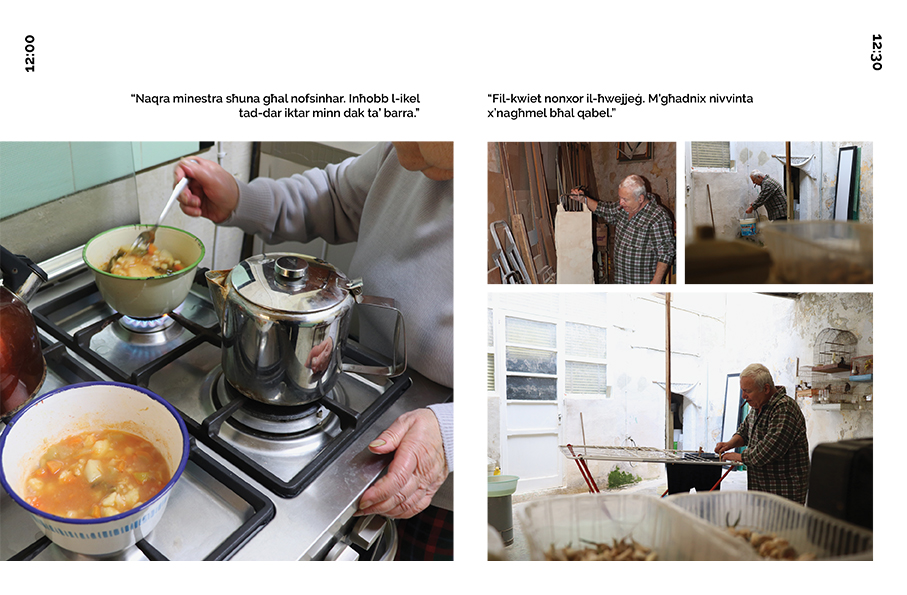 12:00
“Naqra minestra sħuna għal nofsinhar. Inħobb l-ikel
tad-dar iktar minn dak ta’ barra.”
12:30
“Fil-kwiet nonxor il-ħwejjeġ. M’għadnix nivvinta
x’nagħmel bħal qabel.”